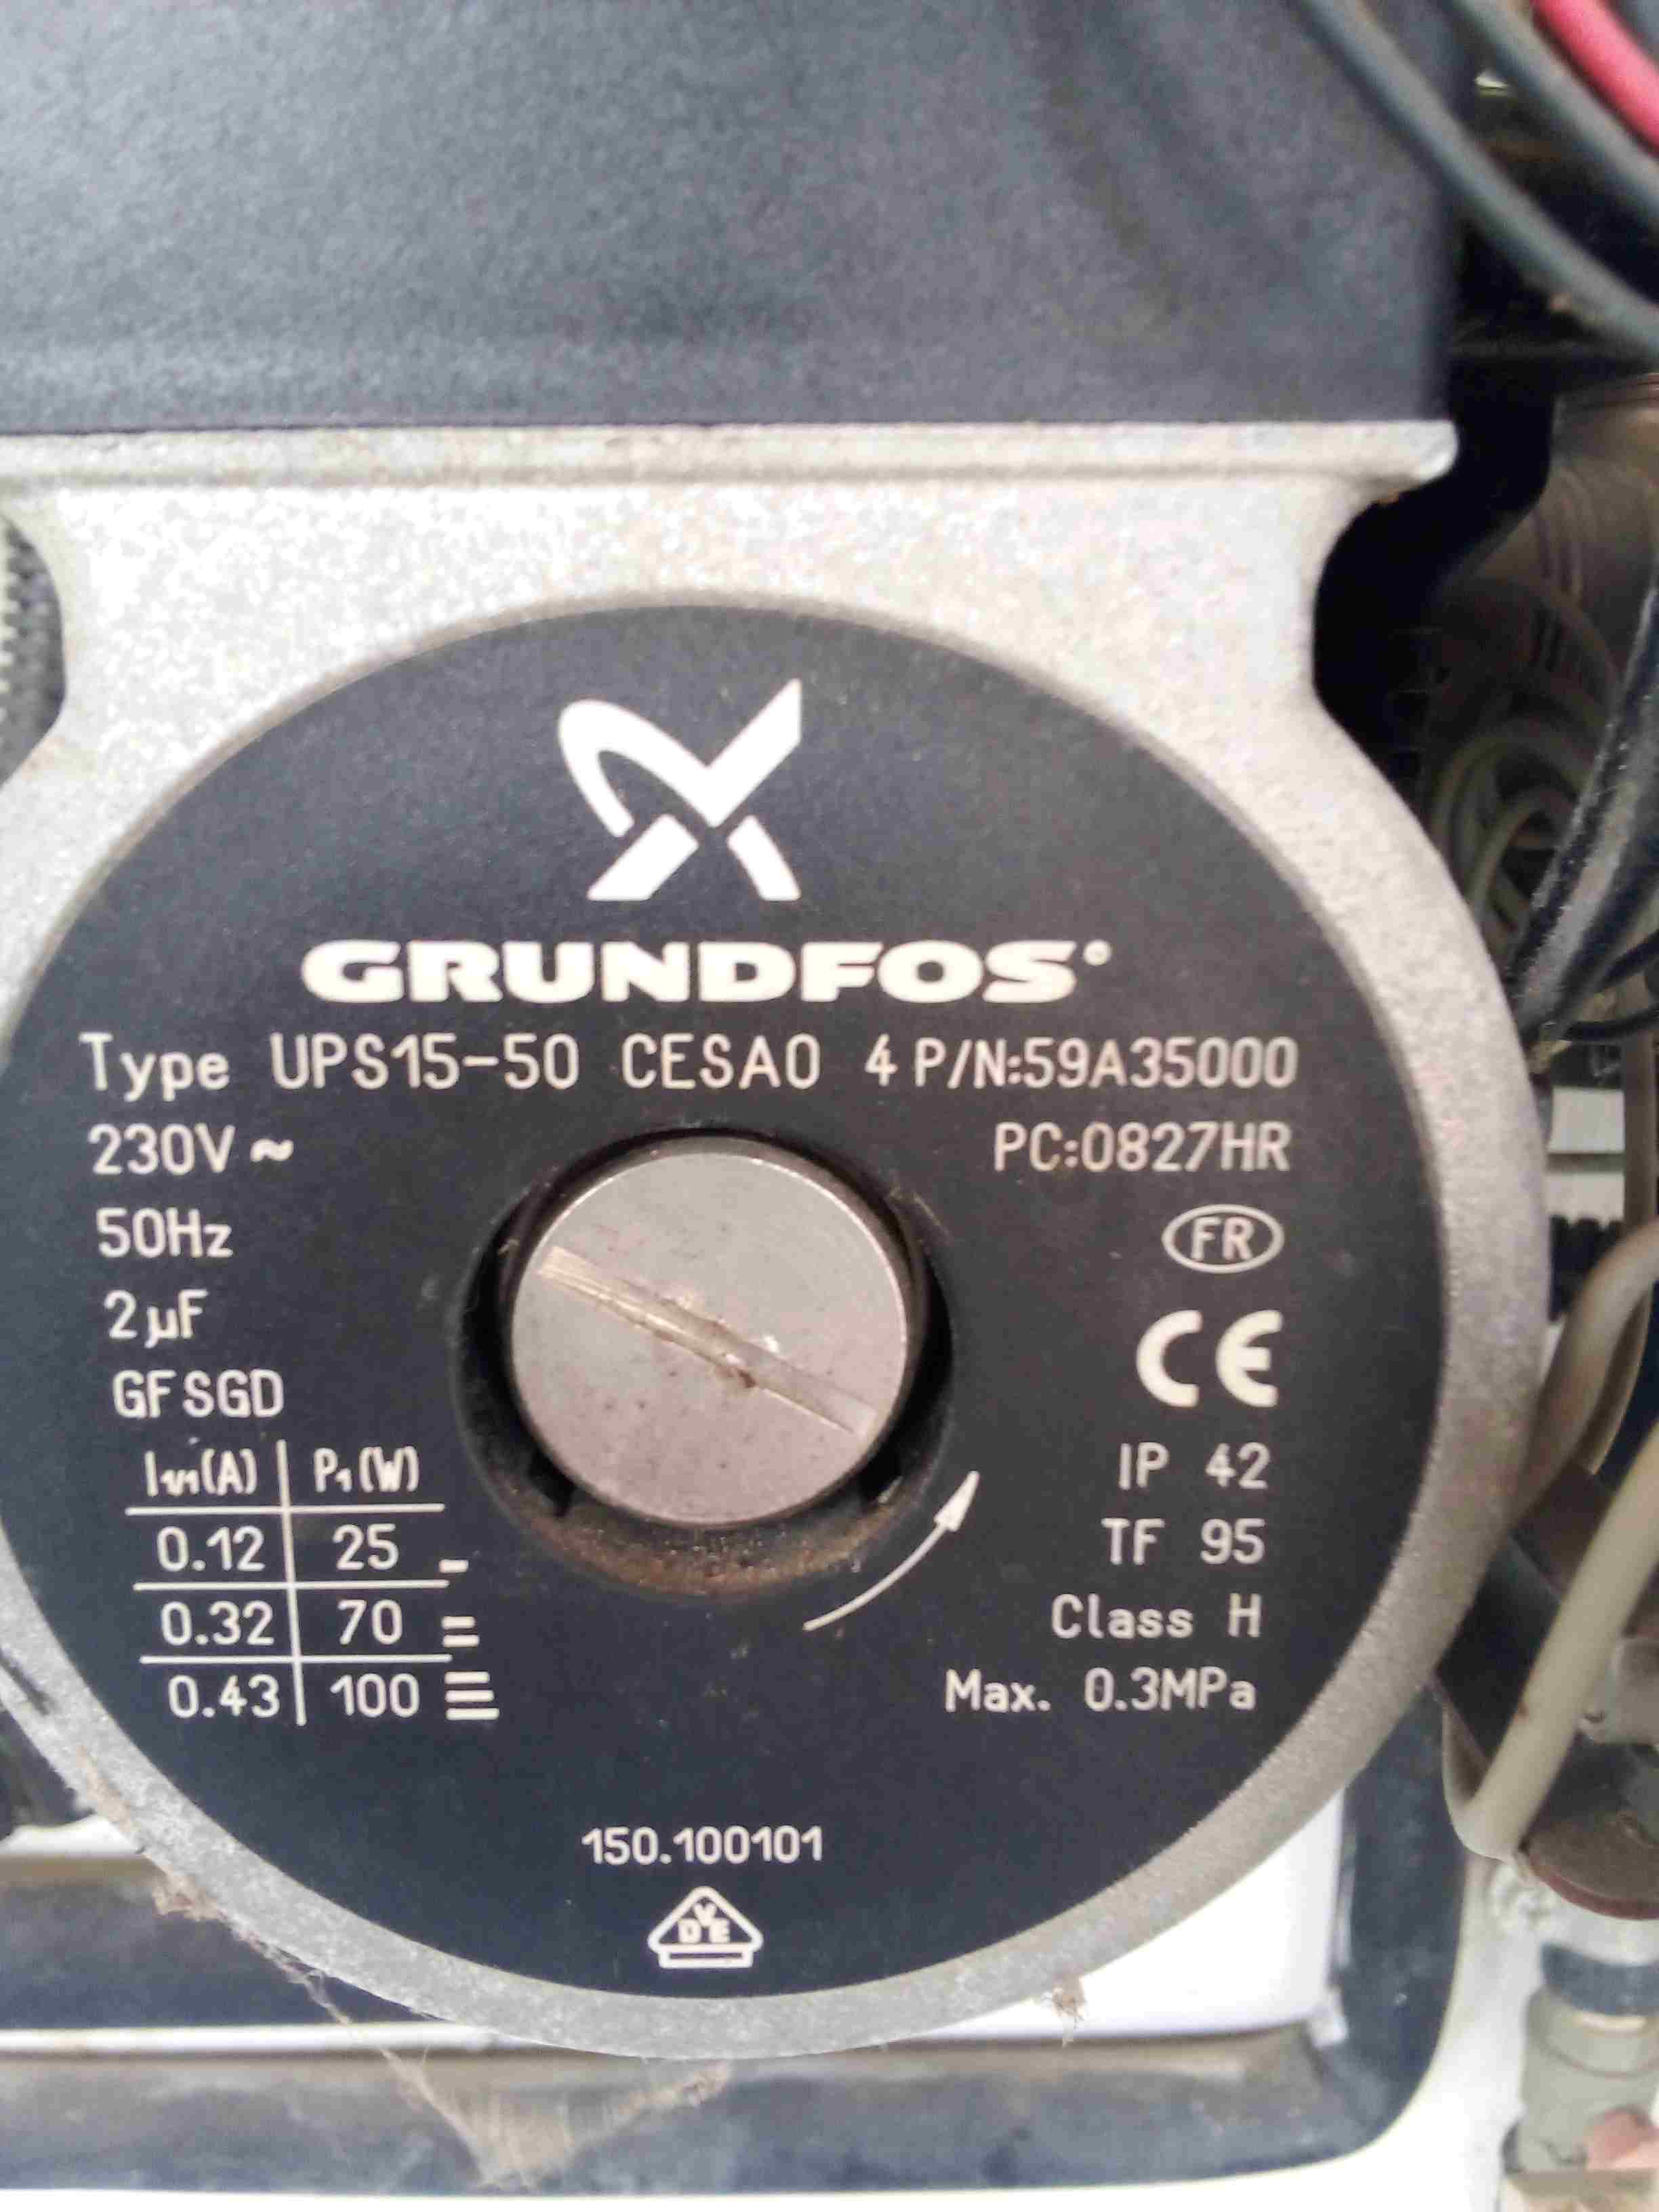 GRUNDFOS
Type UPS15-50 CESAO 4 P/N:59A35000
230V ~ PC:0827HR
50Hz FR
2µF CE
GFSGD
I1/1(A) P1(W) IP 42
0.12 25 TF 95
0.32 70 Class H
0.43 100 Max. 0.3MPa
150.100101
VDE